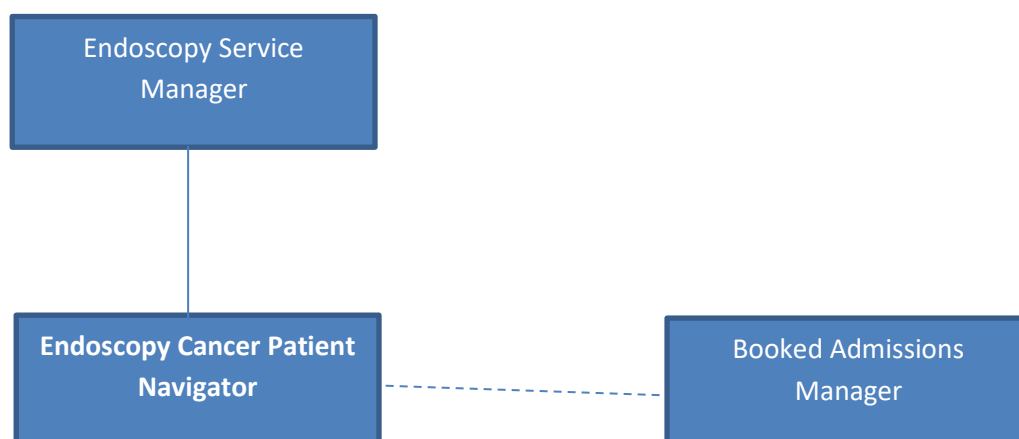 Endoscopy Service
Manager
Endoscopy Cancer Patient
Navigator
Booked Admissions
Manager